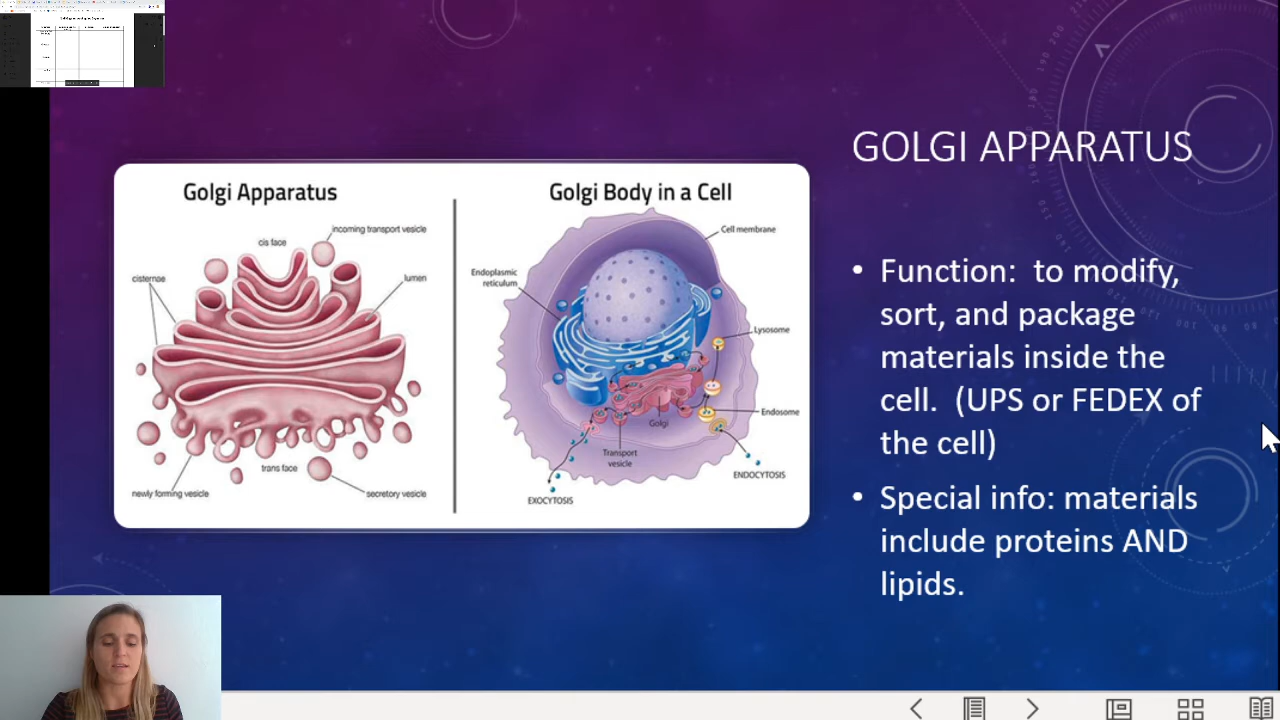 GOLGI APPARATUS
Golgi Apparatus
Golgi Body in a Cell
incoming transport vesicle
cis face
cisternae
lumen
trans face
newly forming vesicle
secretory vesicle
Cell membrane
Endoplasmic
reticulum
Lysosome
Endosome
Golgi
Transport
vesicle
ENDOCYTOSIS
EXOCYTOSIS
• Function: to modify,
sort, and package
materials inside the
cell. (UPS or FEDEX of
the cell)
• Special info: materials
include proteins AND
lipids.